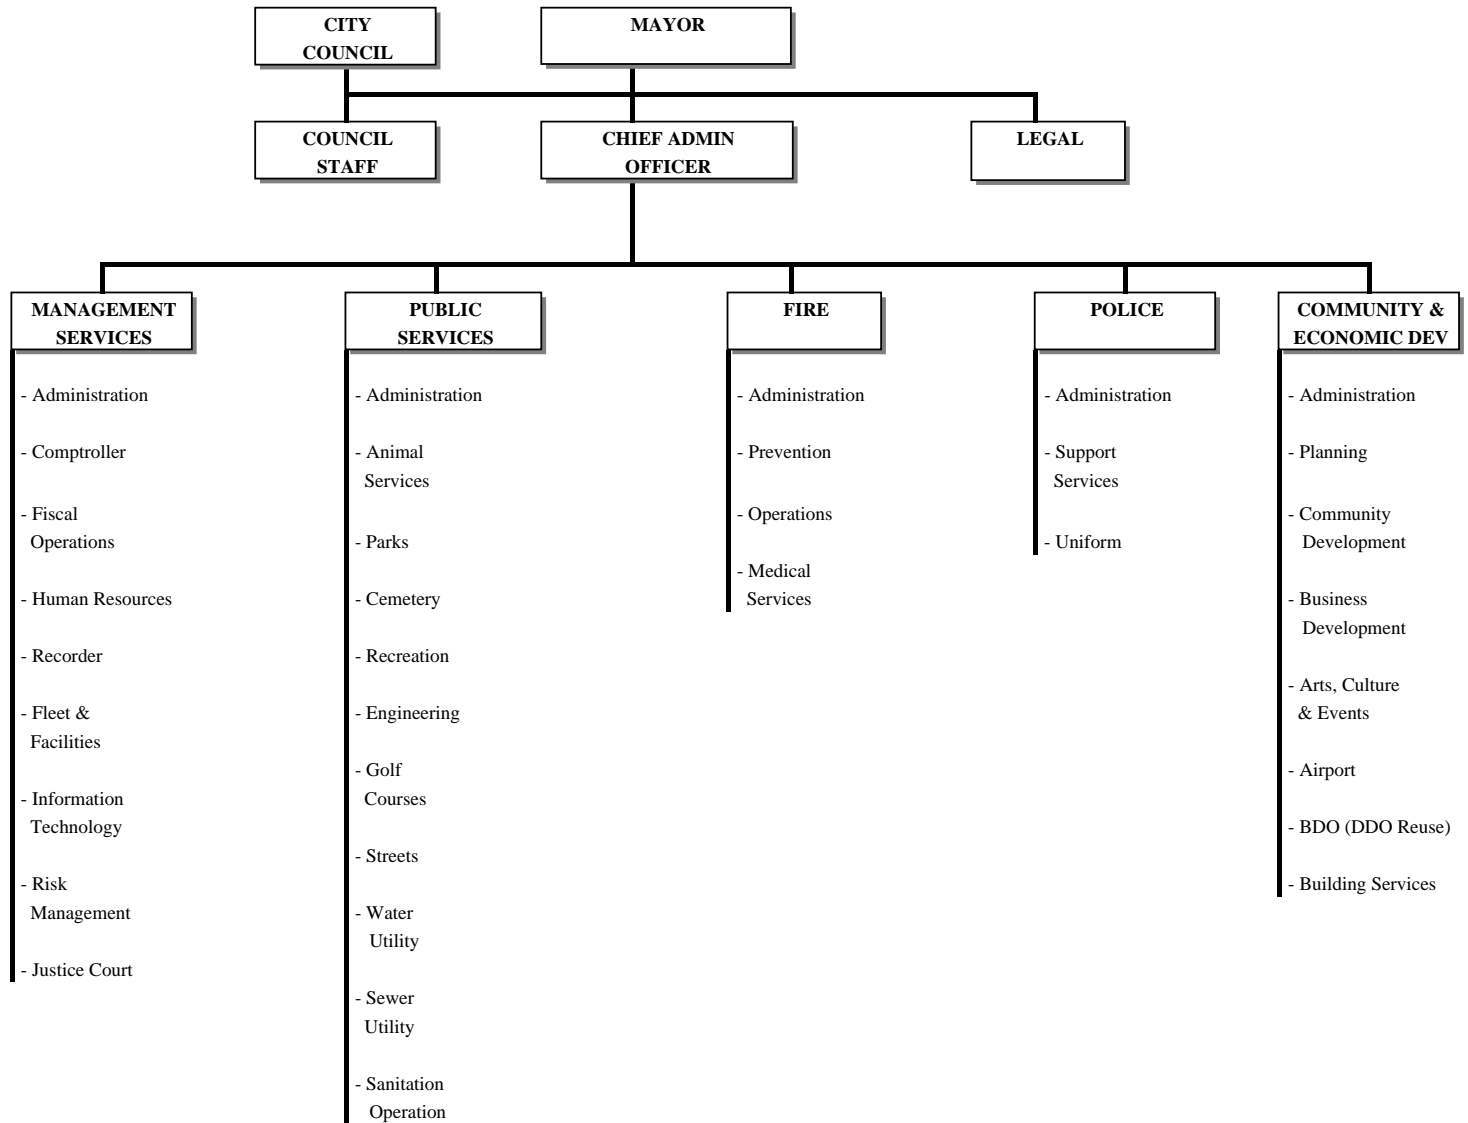 CITY
COUNCIL
MAYOR
COUNCIL
STAFF
CHIEF ADMIN
OFFICER
LEGAL
MANAGEMENT
SERVICES
- Administration
- Comptroller
- Fiscal
Operations
- Human Resources
- Recorder
- Fleet &
Facilities
- Information
Technology
- Risk
Management
- Justice Court
PUBLIC
SERVICES
- Administration
- Animal
Services
- Parks
- Cemetery
- Recreation
- Engineering
- Golf
Courses
- Streets
- Water
Utility
- Sewer
Utility
- Sanitation
Operation
FIRE
- Administration
- Prevention
- Operations
- Medical
Services
POLICE
- Administration
- Support
Services
- Uniform
COMMUNITY &
ECONOMIC DEV
- Administration
- Planning
- Community
Development
- Business
Development
- Arts, Culture
& Events
- Airport
- BDO (DDO Reuse)
- Building Services